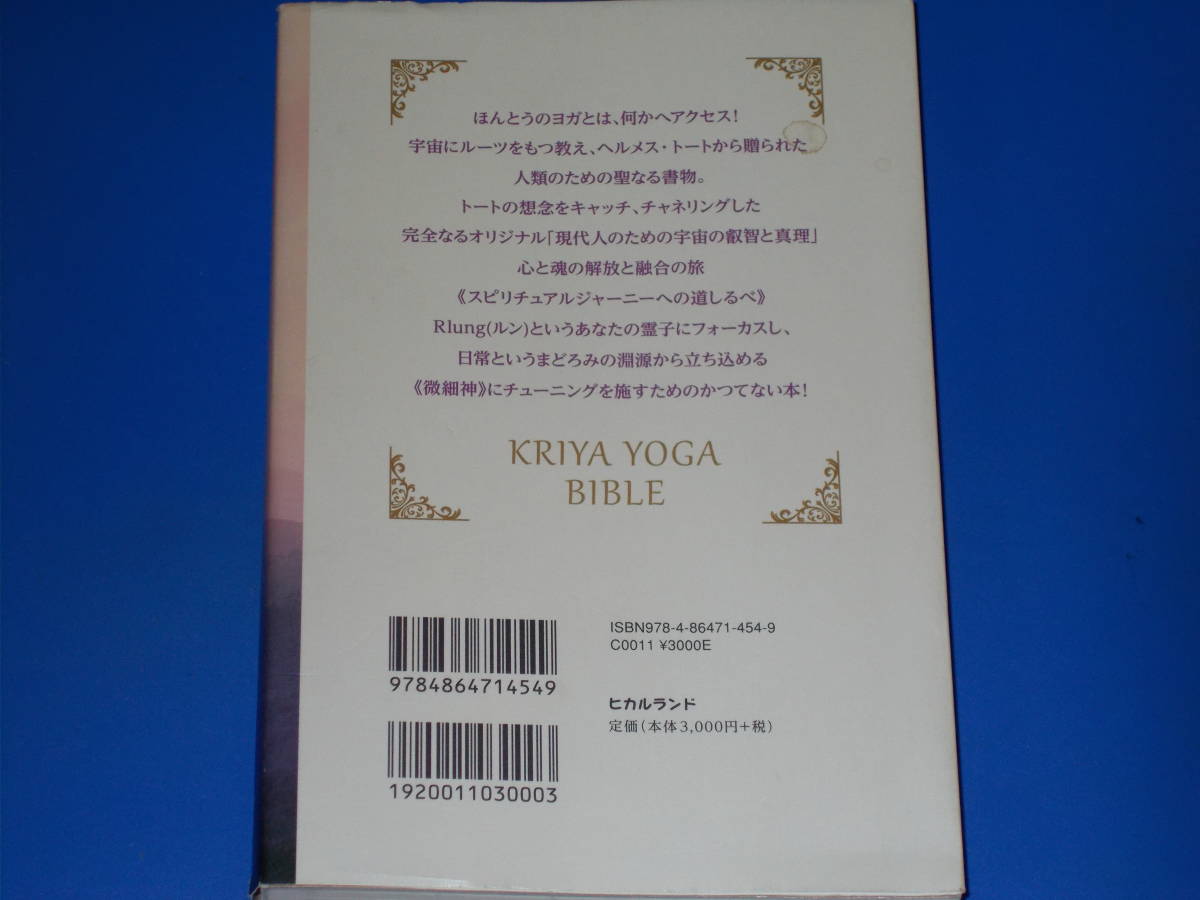 ほんとうのヨガとは、何かへアクセス！
宇宙にルーツをもつ教え、ヘルメス・トートから贈られた
人類のための聖なる書物。
トートの想念をキャッチ、チャネリングした
完全なるオリジナル「現代人のための宇宙の叡智と真理」
心と魂の解放と融合の旅
《スピリチュアルジャーニーへの道しるべ》
Rlung(ルン)というあなたの霊子にフォーカスし、
日常というまどろみの淵源から立ち込める
《微細神》にチューニングを施すためのかつてない本！
KRIYA YOGA
BIBLE
9784864714549
1920011030003
ISBN978-4-86471-454-9
C0011 ¥3000E
ヒカルランド
定価（本体3,000円+税）